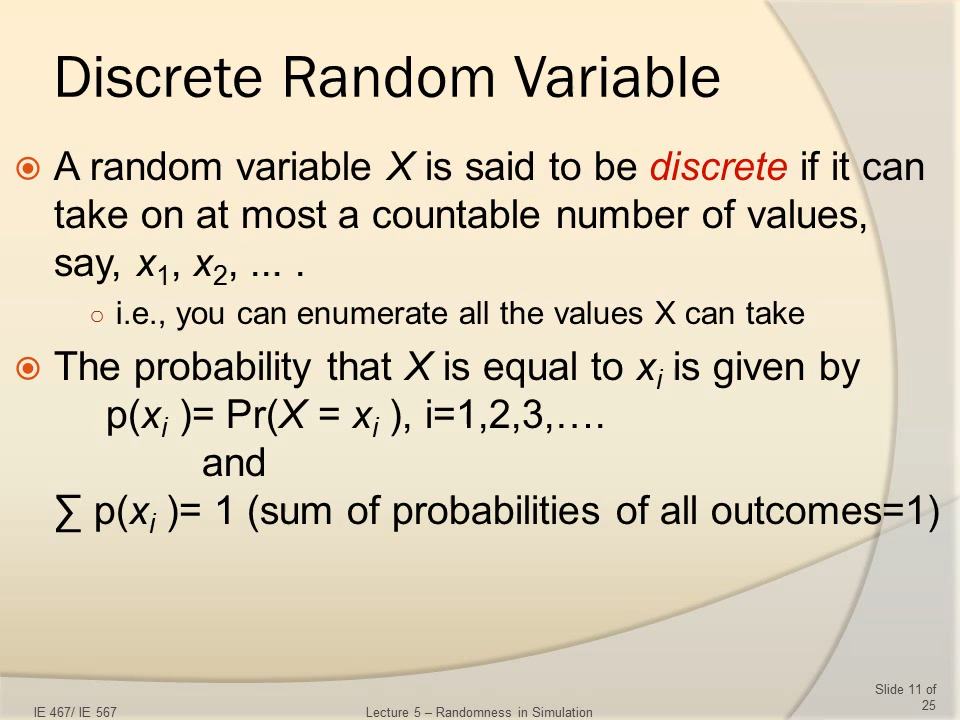 Discrete Random Variable
A random variable X is said to be discrete if it can
take on at most a countable number of values,
say, x₁, x₂, ... .
i.e., you can enumerate all the values X can take
The probability that X is equal to xᵢ is given by
p(xᵢ )= Pr(X = xᵢ ), i=1,2,3,….
and
∑ p(xᵢ )= 1 (sum of probabilities of all outcomes=1)
Slide 11 of
25
IE 467/ IE 567
Lecture 5 – Randomness in Simulation